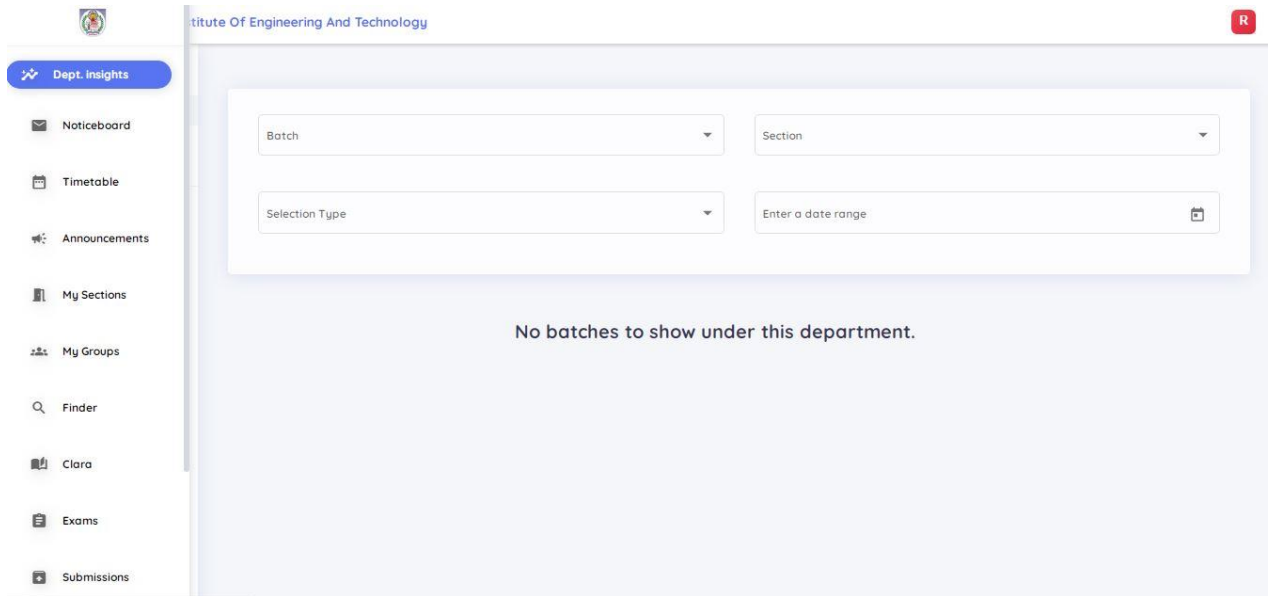 titute Of Engineering And Technology
R
Dept. insights
Noticeboard
Timetable
Announcements
My Sections
My Groups
Finder
Clara
Exams
Submissions
Batch
Section
Selection Type
Enter a date range
No batches to show under this department.